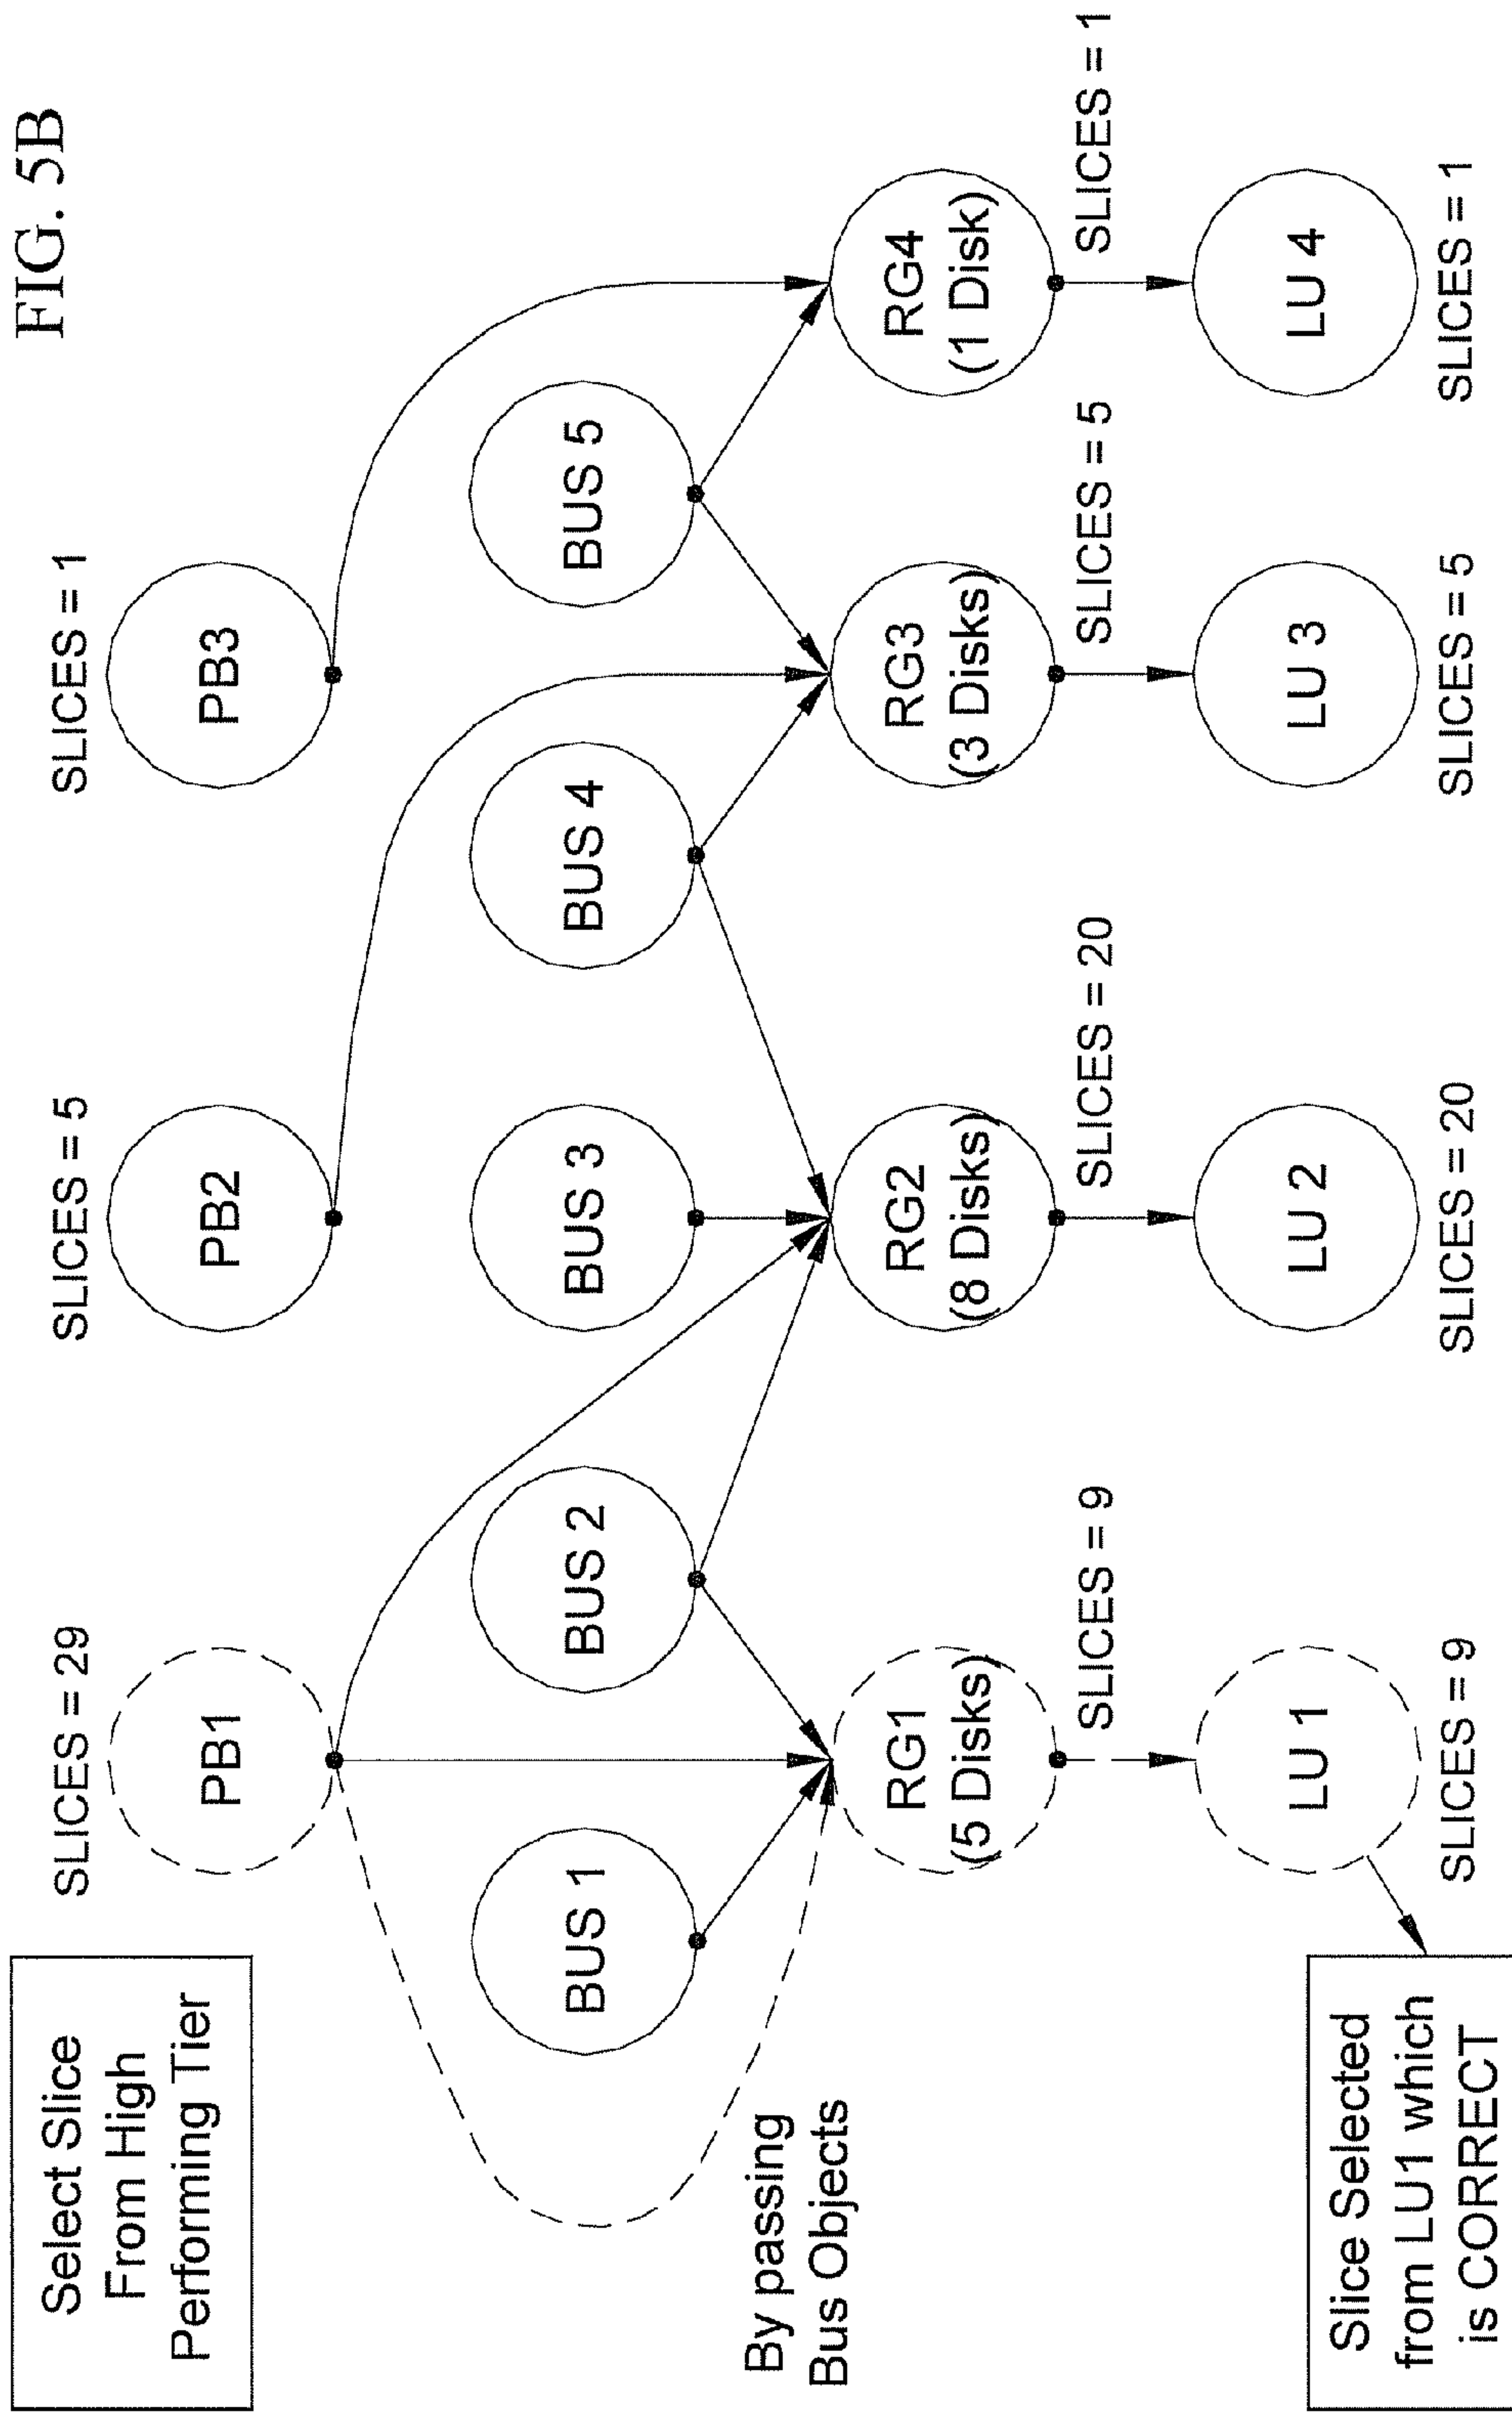 FIG. 5B
Select Slice
From High
Performing Tier
SLICES = 29
SLICES = 5
SLICES = 1
PB1
PB2
PB3
BUS 1
BUS 2
BUS 3
BUS 4
BUS 5
By passing
Bus Objects
RG1
(5 Disks)
RG2
(8 Disks)
RG3
(3 Disks)
RG4
(1 Disk)
SLICES = 9
SLICES = 20
SLICES = 5
SLICES = 1
LU 1
LU 2
LU 3
LU 4
SLICES = 9
SLICES = 20
SLICES = 5
SLICES = 1
Slice Selected
from LU1 which
is CORRECT